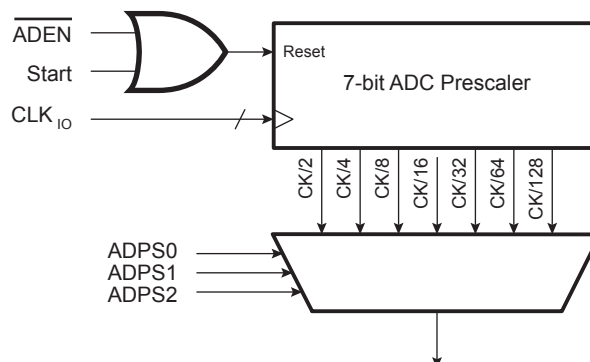 ADEN
Start
CLK IO
Reset
7-bit ADC Prescaler
CK/2
CK/4
CK/8
CK/16
CK/32
CK/64
CK/128
ADPS0
ADPS1
ADPS2